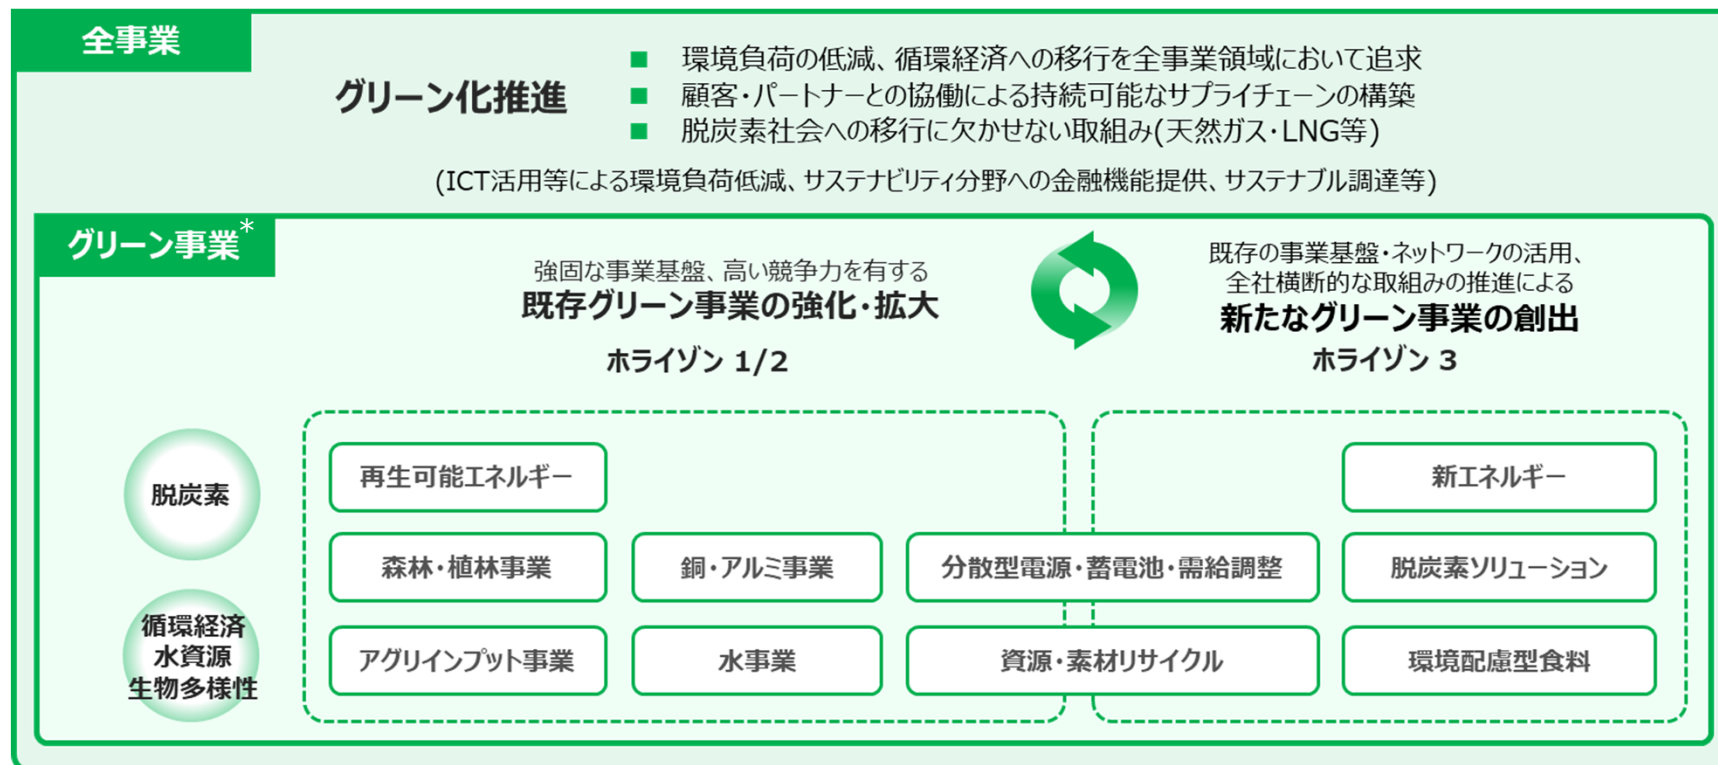 全事業
グリーン化推進
■ 環境負荷の低減、循環経済への移行を全事業領域において追求
■ 顧客・パートナーとの協働による持続可能なサプライチェーンの構築
■ 脱炭素社会への移行に欠かせない取組み(天然ガス・LNG等)
(ICT活用等による環境負荷低減、サステナビリティ分野への金融機能提供、サステナブル調達等)
グリーン事業*
強固な事業基盤、高い競争力を有する
既存グリーン事業の強化・拡大
ホライゾン 1/2
既存の事業基盤・ネットワークの活用、
全社横断的な取組みの推進による
新たなグリーン事業の創出
ホライゾン 3
脱炭素
再生可能エネルギー
新エネルギー
森林・植林事業
銅・アルミ事業
分散型電源・蓄電池・需給調整
脱炭素ソリューション
循環経済
水資源
生物多様性
アグリインプット事業
水事業
資源・素材リサイクル
環境配慮型食料